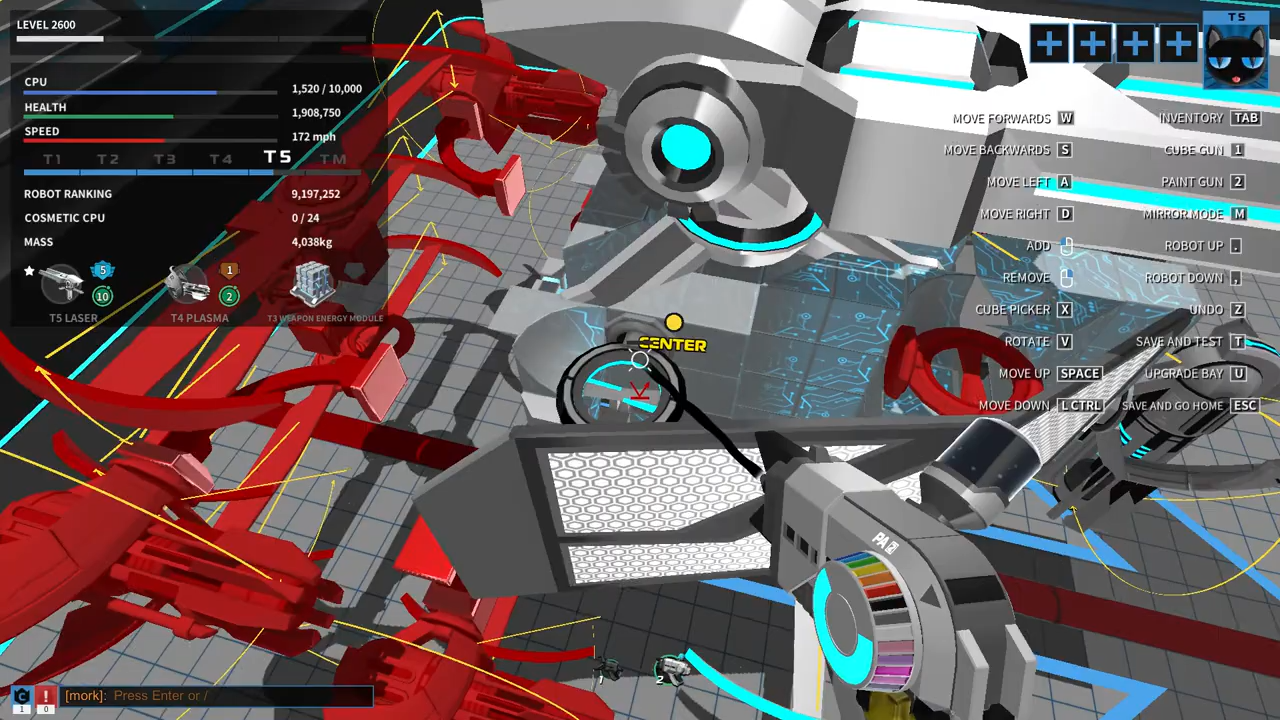 LEVEL 2600
CPU 1,520 / 10,000
HEALTH 1,908,750
SPEED 172 mph
T1 T2 T3 T4 T5 TM
ROBOT RANKING 9,197,252
COSMETIC CPU 0 / 24
MASS 4,038kg
5 1
10 2
T5 LASER T4 PLASMA T3 WEAPON ENERGY MODULE
T5
MOVE FORWARDS W
MOVE BACKWARDS S
MOVE LEFT A
MOVE RIGHT D
ADD
REMOVE
CUBE PICKER X
ROTATE V
MOVE UP SPACE
MOVE DOWN L CTRL
INVENTORY TAB
CUBE GUN 1
PAINT GUN 2
MIRROR MODE M
ROBOT UP .
ROBOT DOWN ,
UNDO Z
SAVE AND TEST T
UPGRADE BAY U
SAVE AND GO HOME ESC
CENTER
1 2
[mork]: Press Enter or /
1 0